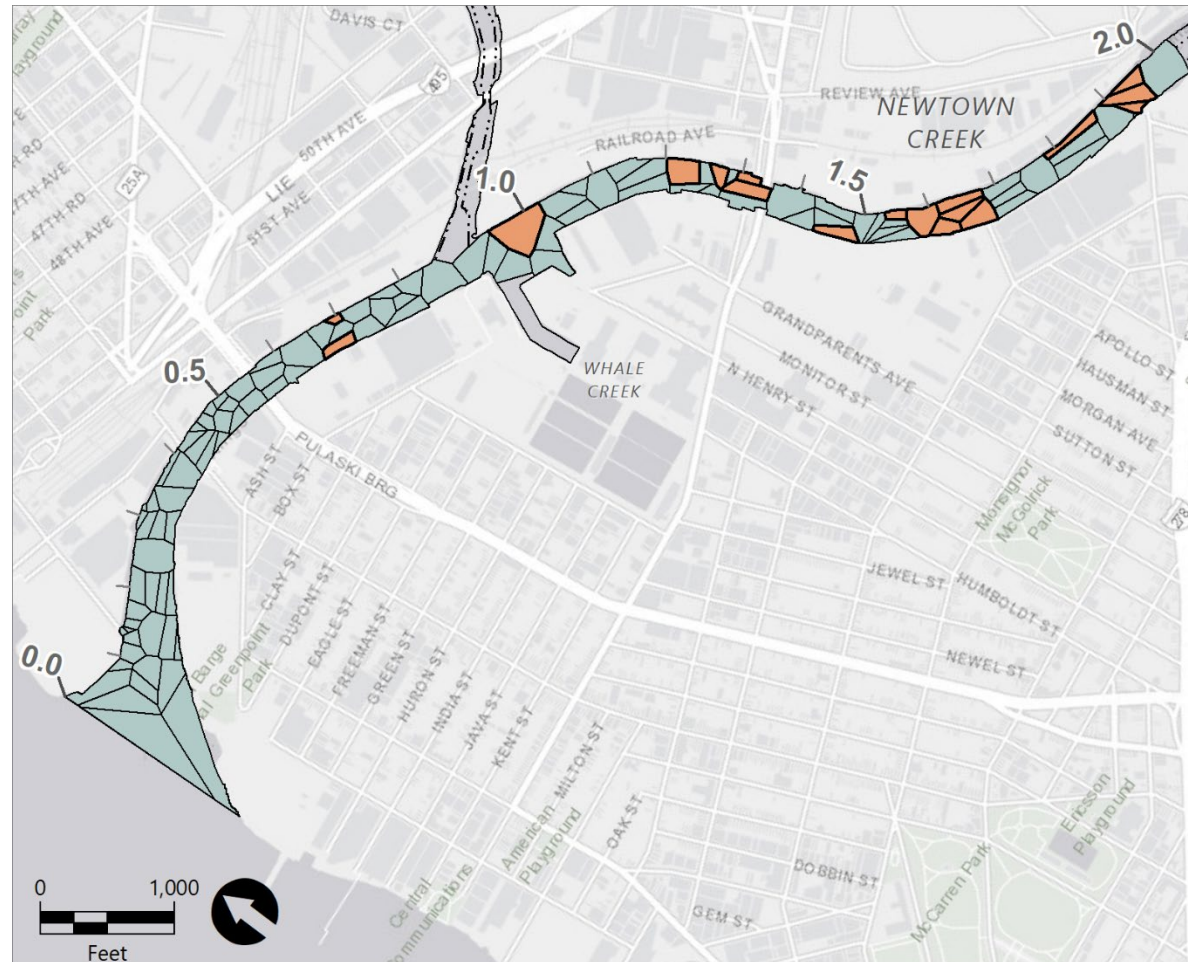 DAVIS CT
495
50TH AVE
LIE
51ST AVE
25A
47TH RD
48TH AVE
REVIEW AVE
NEWTOWN
CREEK
RAILROAD AVE
2.0
1.5
1.0
0.5
0.0
WHALE
CREEK
GRANDPARENTS AVE
MONITOR ST
N HENRY ST
APOLLO ST
HAUSMAN ST
MORGAN AVE
SUTTON ST
278
Monsignor
McGolrick
Park
PULASKI BRG
ASH ST
BOX ST
CLAY ST
DUPONT ST
EAGLE ST
FREEMAN ST
GREEN ST
HURON ST
INDIA ST
JAVA ST
KENT ST
Barge
Greenpoint
Park
JEWEL ST
HUMBOLDT ST
NEWEL ST
MILTON ST
OAK ST
American
Playground
Central
DOBBIN ST
GEM ST
McCarren Park
Ericsson
Playground
0 1,000
Feet